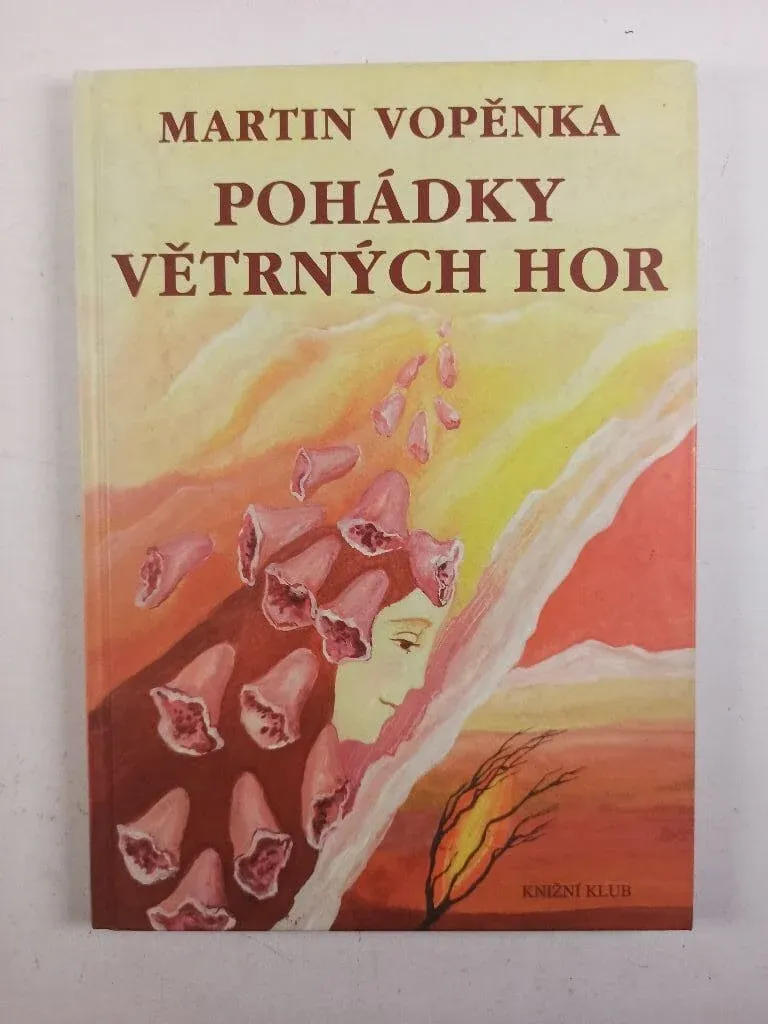 MARTIN VOPĚNKA
POHÁDKY
VĚTRNÝCH HOR
KNIŽNÍ KLUB